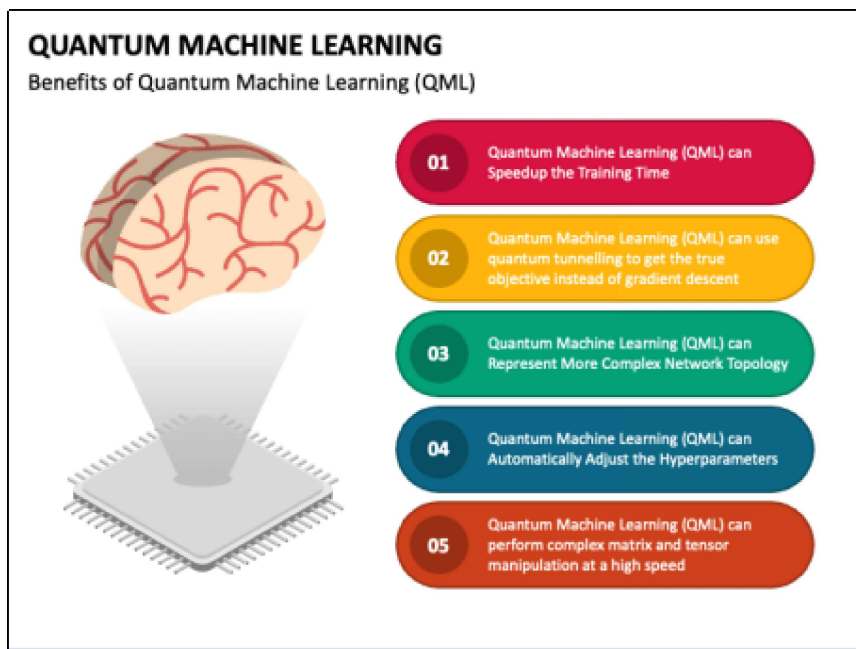 QUANTUM MACHINE LEARNING
Benefits of Quantum Machine Learning (QML)
01
Quantum Machine Learning (QML) can
Speedup the Training Time
02
Quantum Machine Learning (QML) can use
quantum tunnelling to get the true
objective instead of gradient descent
03
Quantum Machine Learning (QML) can
Represent More Complex Network Topology
04
Quantum Machine Learning (QML) can
Automatically Adjust the Hyperparameters
05
Quantum Machine Learning (QML) can
perform complex matrix and tensor
manipulation at a high speed